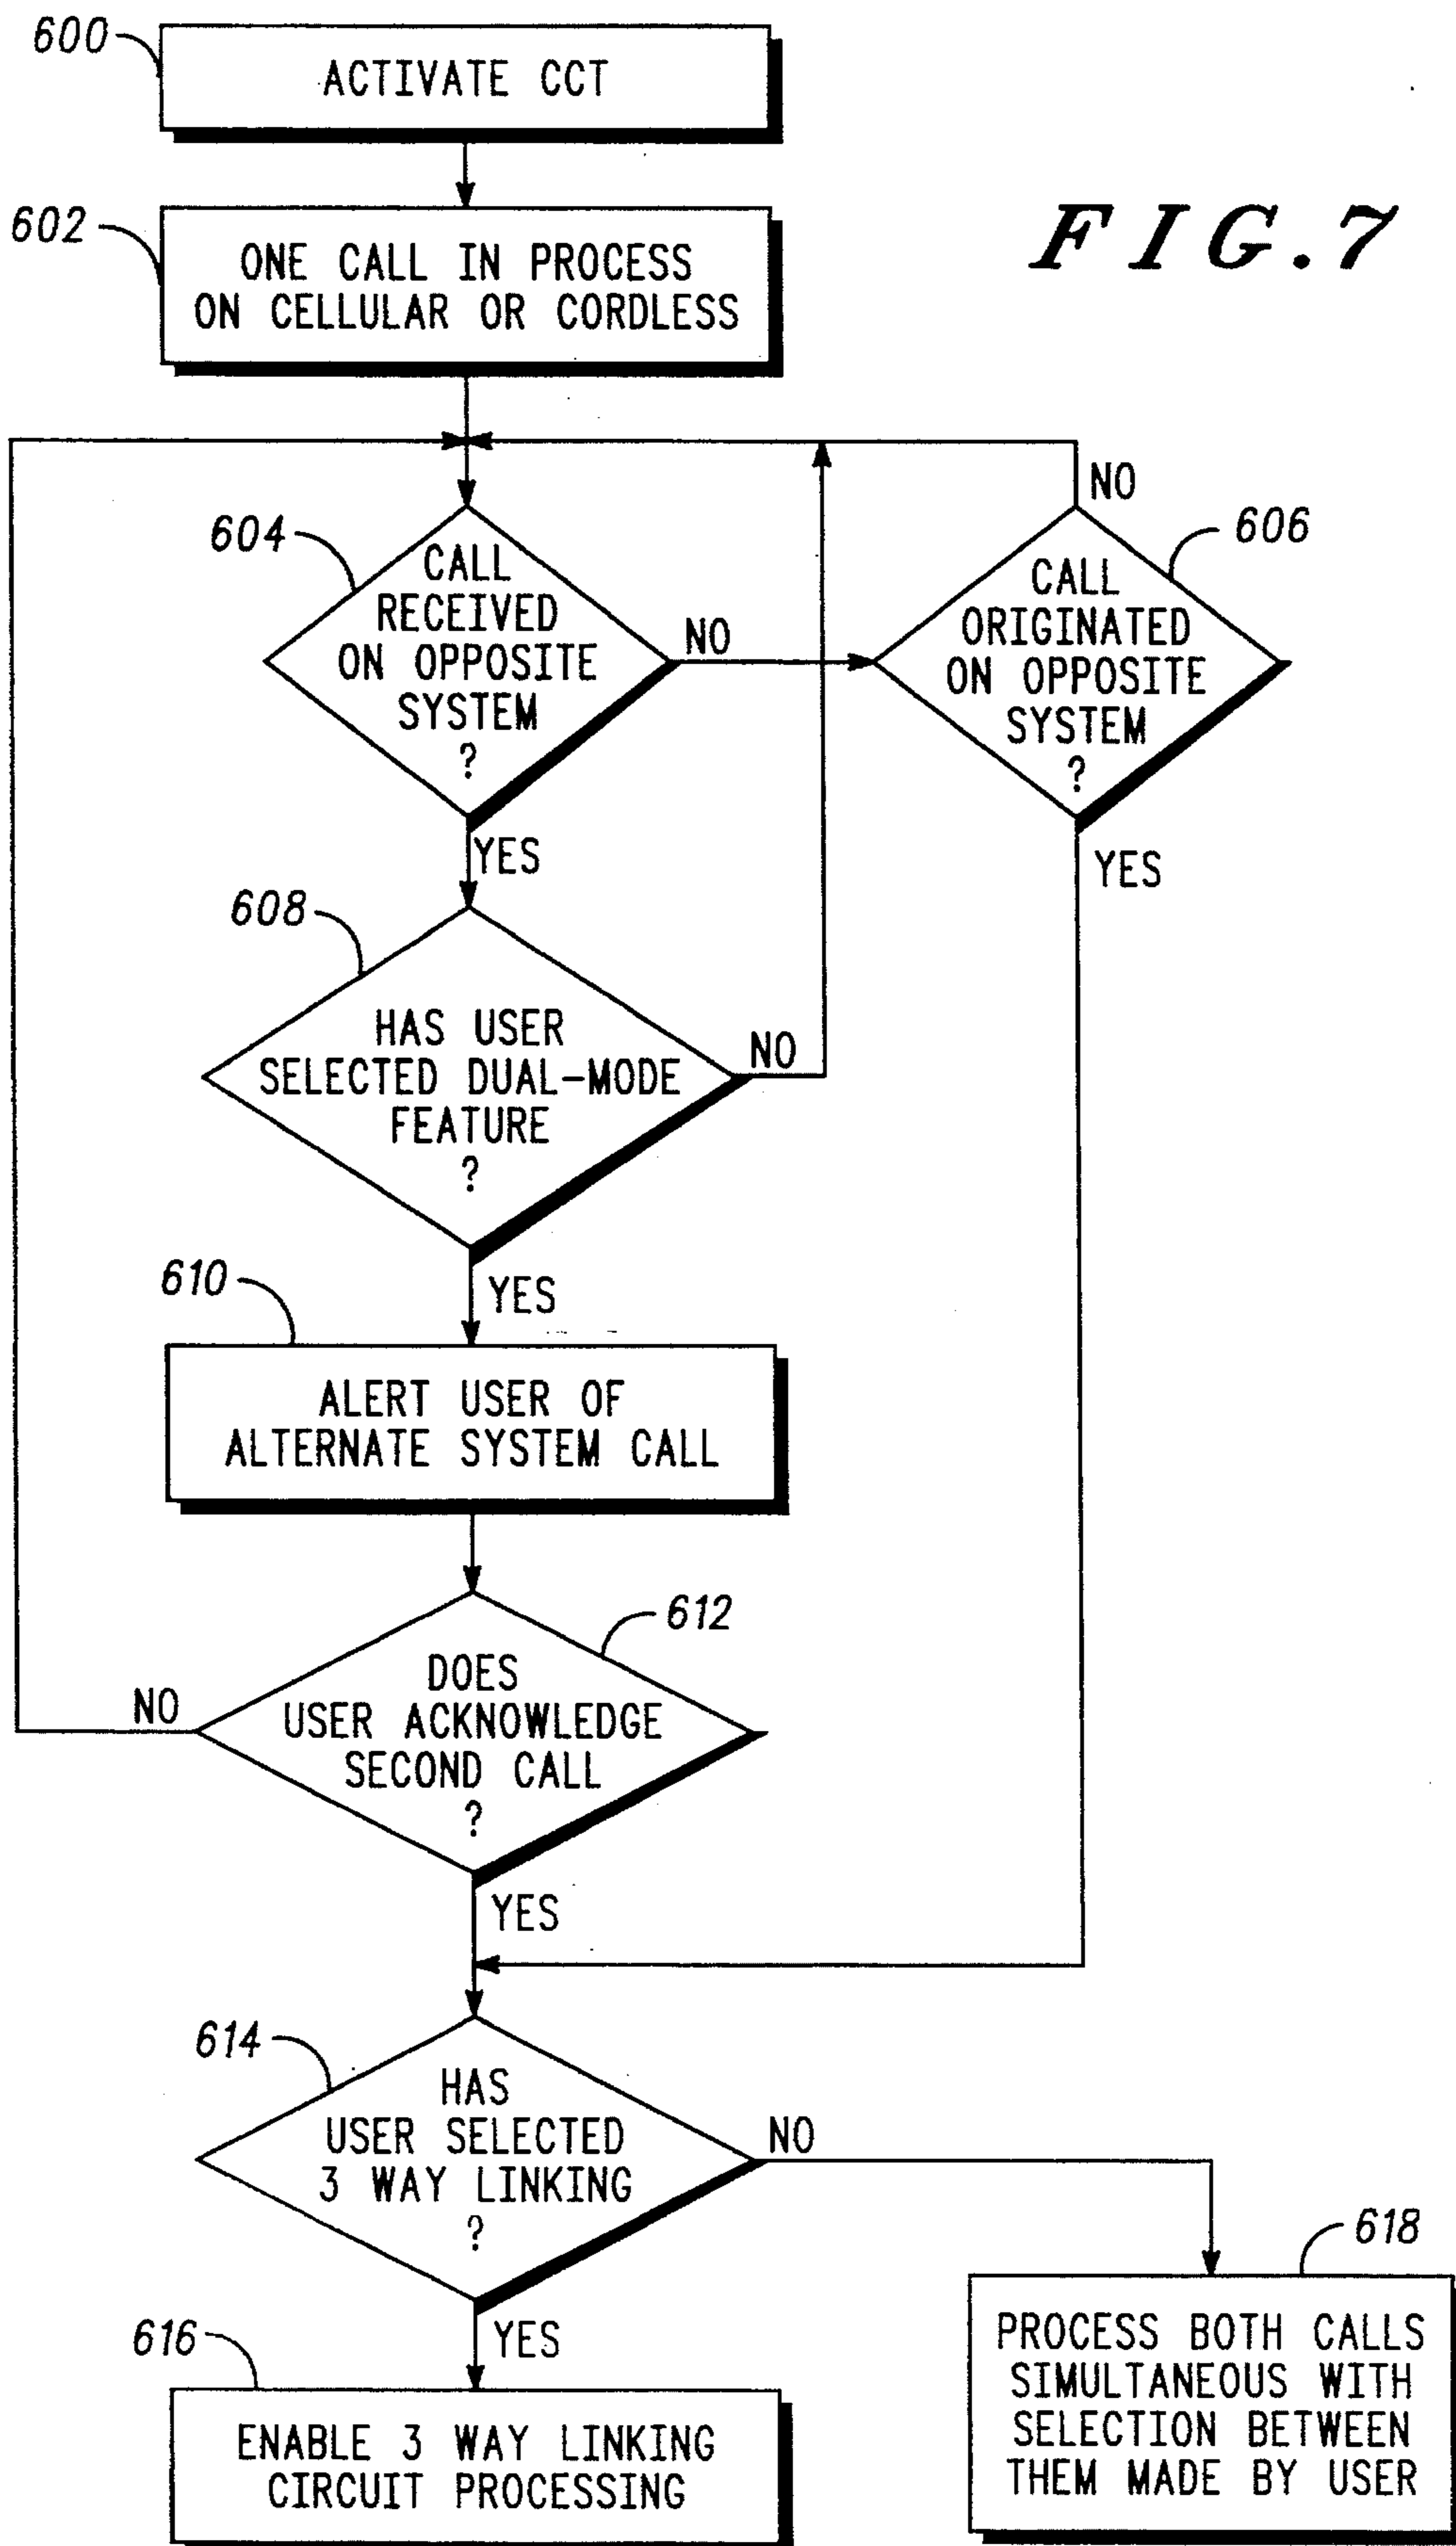 600
ACTIVATE CCT
602
ONE CALL IN PROCESS
ON CELLULAR OR CORDLESS
FIG.7
604
CALL
RECEIVED
ON OPPOSITE
SYSTEM
?
NO
YES
606
CALL
ORIGINATED
ON OPPOSITE
SYSTEM
?
NO
YES
608
HAS USER
SELECTED DUAL-MODE
FEATURE
?
NO
YES
610
ALERT USER OF
ALTERNATE SYSTEM CALL
612
DOES
USER ACKNOWLEDGE
SECOND CALL
?
NO
YES
614
HAS
USER SELECTED
3 WAY LINKING
?
NO
YES
616
ENABLE 3 WAY LINKING
CIRCUIT PROCESSING
618
PROCESS BOTH CALLS
SIMULTANEOUS WITH
SELECTION BETWEEN
THEM MADE BY USER